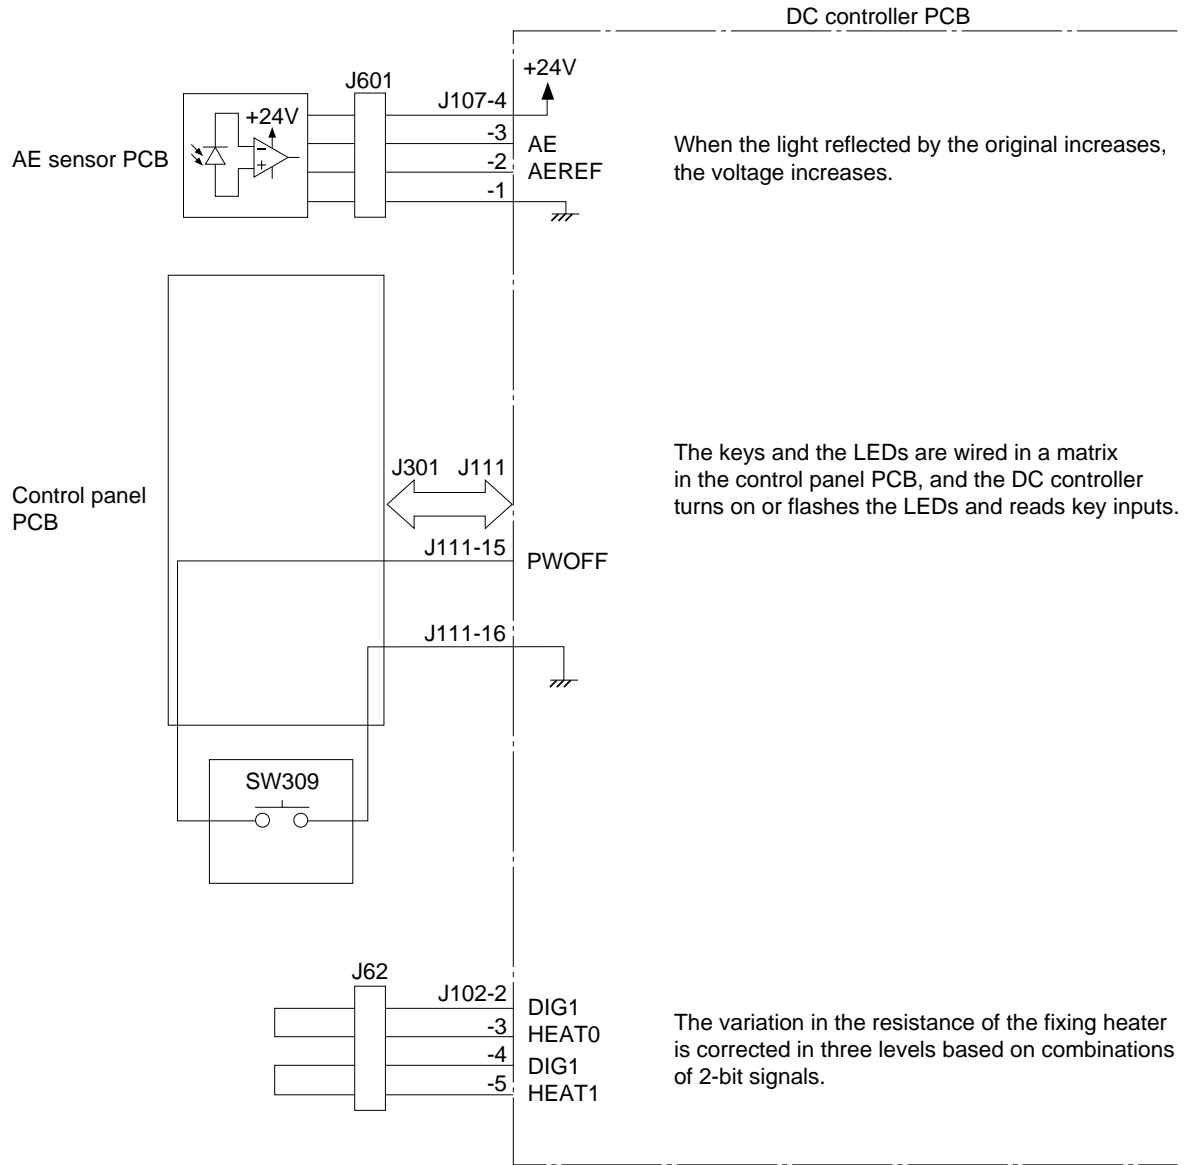 DC controller PCB
+24V
J601
J107-4
+24V
-3
AE
AE sensor PCB
-2
AEREF
-1
When the light reflected by the original increases,
the voltage increases.
Control panel
PCB
J301 J111
The keys and the LEDs are wired in a matrix
in the control panel PCB, and the DC controller
turns on or flashes the LEDs and reads key inputs.
J111-15
PWOFF
J111-16
SW309
J62
J102-2
DIG1
-3
HEAT0
-4
DIG1
-5
HEAT1
The variation in the resistance of the fixing heater
is corrected in three levels based on combinations
of 2-bit signals.